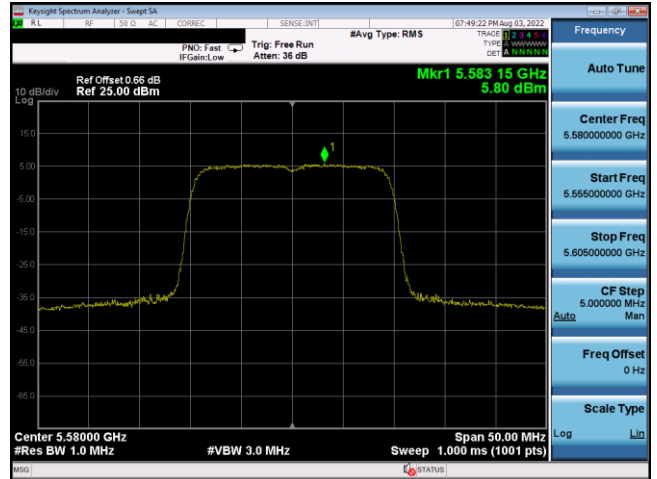 Keysight Spectrum Analyzer - Swept SA
RL RF 50 Ω AC CORREC SENSE:INT 07:49:22 PM Aug 03, 2022
#Avg Type: RMS TRACE 1 2 3 4 5 6
PNO: Fast Trig: Free Run TYPE A WWWWW
IFGain:Low Atten: 36 dB DET A NNNNN
Mkr1 5.583 15 GHz
5.80 dBm
Ref Offset 0.66 dB
10 dB/div Ref 25.00 dBm
Log
15.0
5.00
-5.00
-15.0
-25.0
-35.0
-45.0
-55.0
-65.0
1
Center 5.58000 GHz Span 50.00 MHz
#Res BW 1.0 MHz #VBW 3.0 MHz Sweep 1.000 ms (1001 pts)
MSG STATUS
Frequency
Auto Tune
Center Freq
5.580000000 GHz
Start Freq
5.555000000 GHz
Stop Freq
5.605000000 GHz
CF Step
5.000000 MHz
Auto Man
Freq Offset
0 Hz
Scale Type
Log Lin